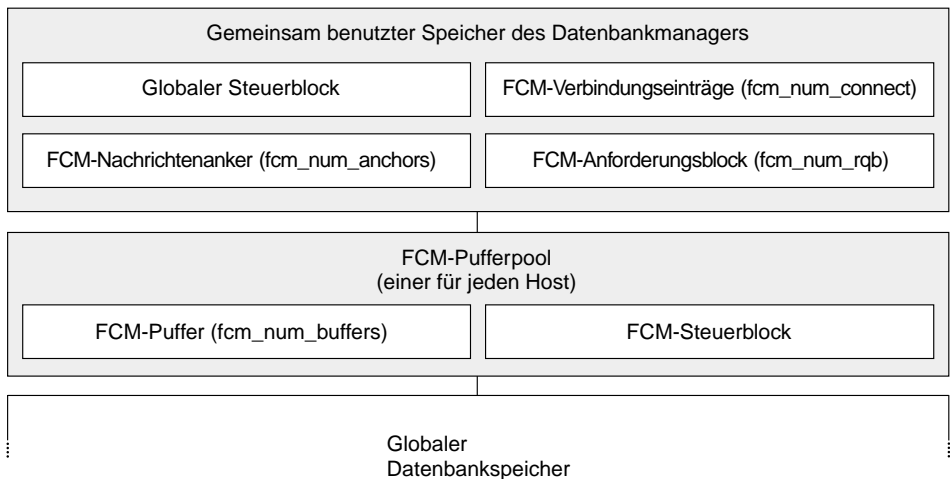 Gemeinsam benutzter Speicher des Datenbankmanagers
Globaler Steuerblock
FCM-Verbindungseinträge (fcm_num_connect)
FCM-Nachrichtenanker (fcm_num_anchors)
FCM-Anforderungsblock (fcm_num_rqb)
FCM-Pufferpool
(einer für jeden Host)
FCM-Puffer (fcm_num_buffers)
FCM-Steuerblock
Globaler
Datenbankspeicher